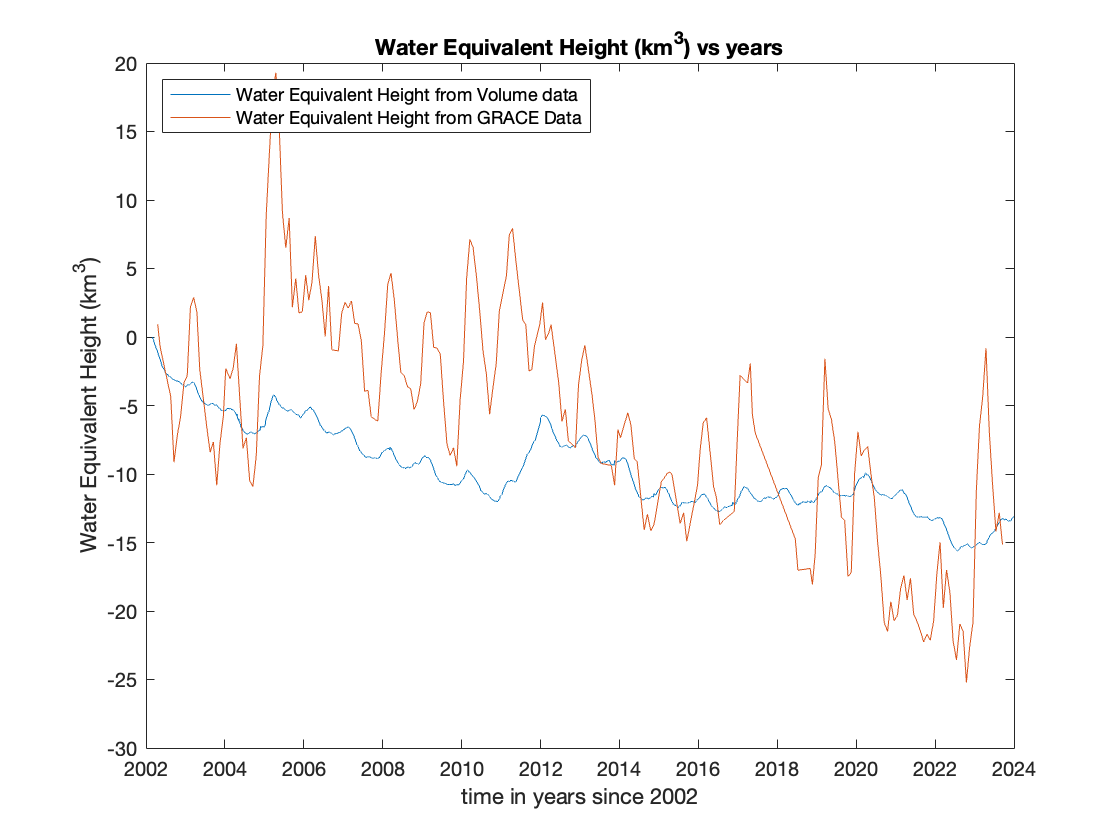 Water Equivalent Height (km³) vs years
Water Equivalent Height from Volume data
Water Equivalent Height from GRACE Data
Water Equivalent Height (km³)
20
15
10
5
0
-5
-10
-15
-20
-25
-30
2002 2004 2006 2008 2010 2012 2014 2016 2018 2020 2022 2024
time in years since 2002